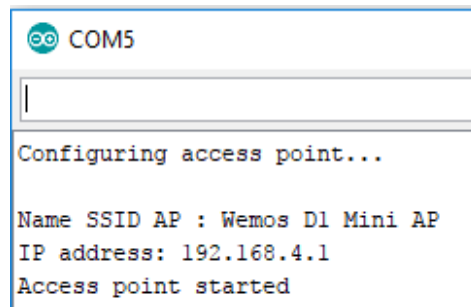 COM5
Configuring access point...
Name SSID AP : Wemos D1 Mini AP
IP address: 192.168.4.1
Access point started